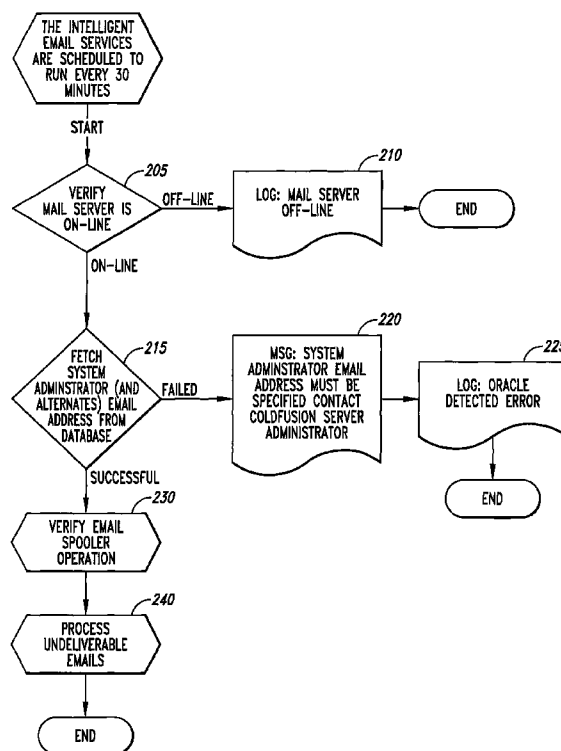 THE INTELLIGENT
EMAIL SERVICES
ARE SCHEDULED TO
RUN EVERY 30
MINUTES
START
205
VERIFY
MAIL SERVER IS
ON-LINE
OFF-LINE
210
LOG: MAIL SERVER
OFF-LINE
END
ON-LINE
215
FETCH
SYSTEM
ADMINSTRATOR (AND
ALTERNATES) EMAIL
ADDRESS FROM
DATABASE
FAILED
220
MSG: SYSTEM
ADMINSTRATOR EMAIL
ADDRESS MUST BE
SPECIFIED CONTACT
COLDFUSION SERVER
ADMINISTRATOR
225
LOG: ORACLE
DETECTED ERROR
END
SUCCESSFUL
230
VERIFY EMAIL
SPOOLER
OPERATION
240
PROCESS
UNDELIVERABLE
EMAILS
END